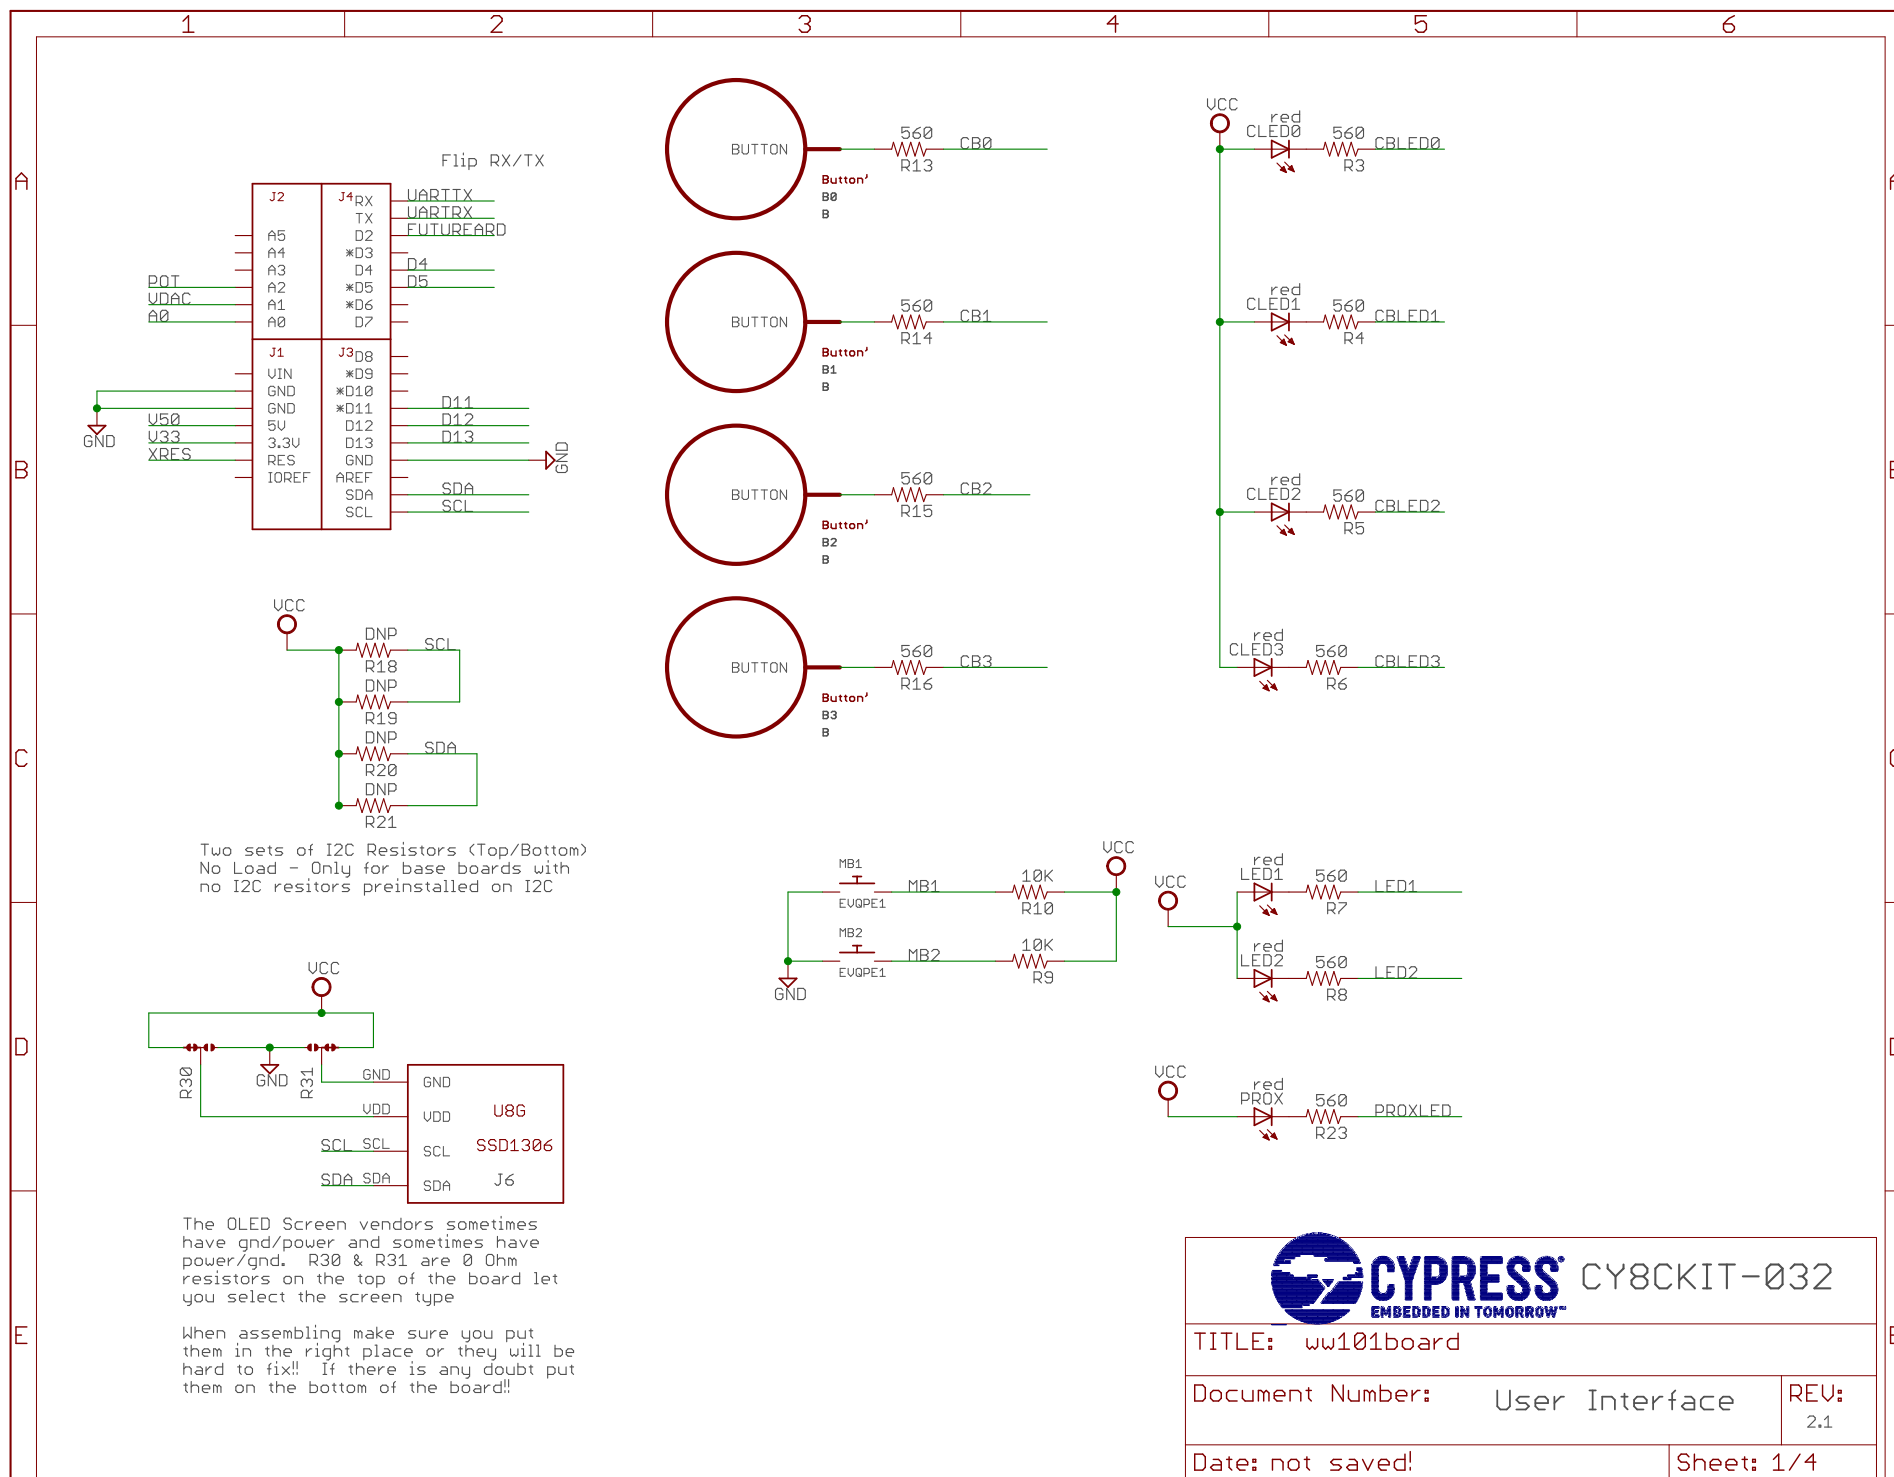 1 2 3 4 5 6
A
B
C
D
E
Flip RX/TX
J2
J4
RX UARTTX
TX UARTRX
A5 D2 FUTUREARD
A4 *D3
A3 D4 D4
POT A2 *D5 D5
VDAC A1 *D6
A0 A0 D7
J1
J3
D8
VIN *D9
GND *D10
GND *D11 D11
V50 5V D12 D12
V33 3.3V D13 D13
XRES RES GND GND
IOREF AREF
SDA SDA
SCL SCL
GND
VCC
DNP SCL
R18
DNP
R19
DNP SDA
R20
DNP
R21
Two sets of I2C Resistors (Top/Bottom)
No Load - Only for base boards with
no I2C resitors preinstalled on I2C
VCC
R30
GND
R31
GND GND
VDD VDD
SCL SCL SCL
SDA SDA SDA
U8G
SSD1306
J6
The OLED Screen vendors sometimes
have gnd/power and sometimes have
power/gnd. R30 & R31 are 0 Ohm
resistors on the top of the board let
you select the screen type
When assembling make sure you put
them in the right place or they will be
hard to fix!! If there is any doubt put
them on the bottom of the board!!
BUTTON 560 CB0
R13
Button'
B0
B
BUTTON 560 CB1
R14
Button'
B1
B
BUTTON 560 CB2
R15
Button'
B2
B
BUTTON 560 CB3
R16
Button'
B3
B
VCC
red
CLED0 560 CBLED0
R3
red
CLED1 560 CBLED1
R4
red
CLED2 560 CBLED2
R5
red
CLED3 560 CBLED3
R6
MB1
EVQPE1
MB1 10K
R10
VCC
MB2
EVQPE1
MB2 10K
R9
GND
VCC
red
LED1 560 LED1
R7
red
LED2 560 LED2
R8
VCC
red
PROX 560 PROXLED
R23
CYPRESS
EMBEDDED IN TOMORROW™
CY8CKIT-032
TITLE: ww101board
Document Number: User Interface
REV:
2.1
Date: not saved!
Sheet: 1/4